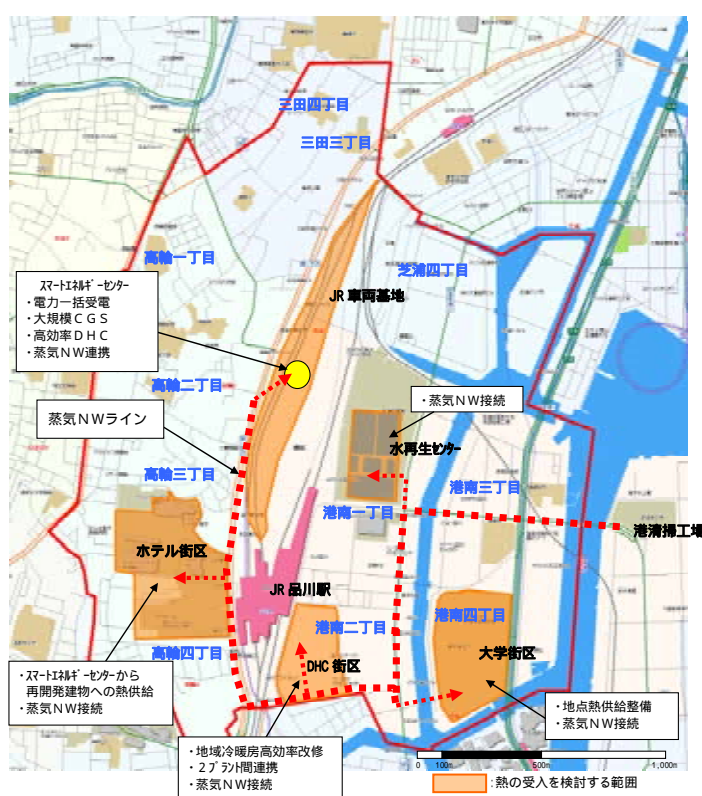 三田四丁目
三田三丁目
高輪一丁目
芝浦四丁目
JR 車両基地
ｽﾏｰﾄｴﾈﾙｷﾞｰｾﾝﾀｰ
・電力一括受電
・大規模ＣＧＳ
・高効率ＤＨＣ
・蒸気ＮＷ連携
高輪二丁目
・蒸気ＮＷ接続
蒸気ＮＷライン
水再生ｾﾝﾀｰ
高輪三丁目
港南三丁目
港南一丁目
港清掃工場
ホテル街区
JR 品川駅
港南四丁目
港南二丁目
高輪四丁目
DHC 街区
大学街区
・ｽﾏｰﾄｴﾈﾙｷﾞｰｾﾝﾀｰから
再開発建物への熱供給
・蒸気ＮＷ接続
・地点熱供給整備
・蒸気ＮＷ接続
・地域冷暖房高効率改修
・２ﾌﾟﾗﾝﾄ間連携
・蒸気ＮＷ接続
0 100m 500m 1,000m
:熱の受入を検討する範囲